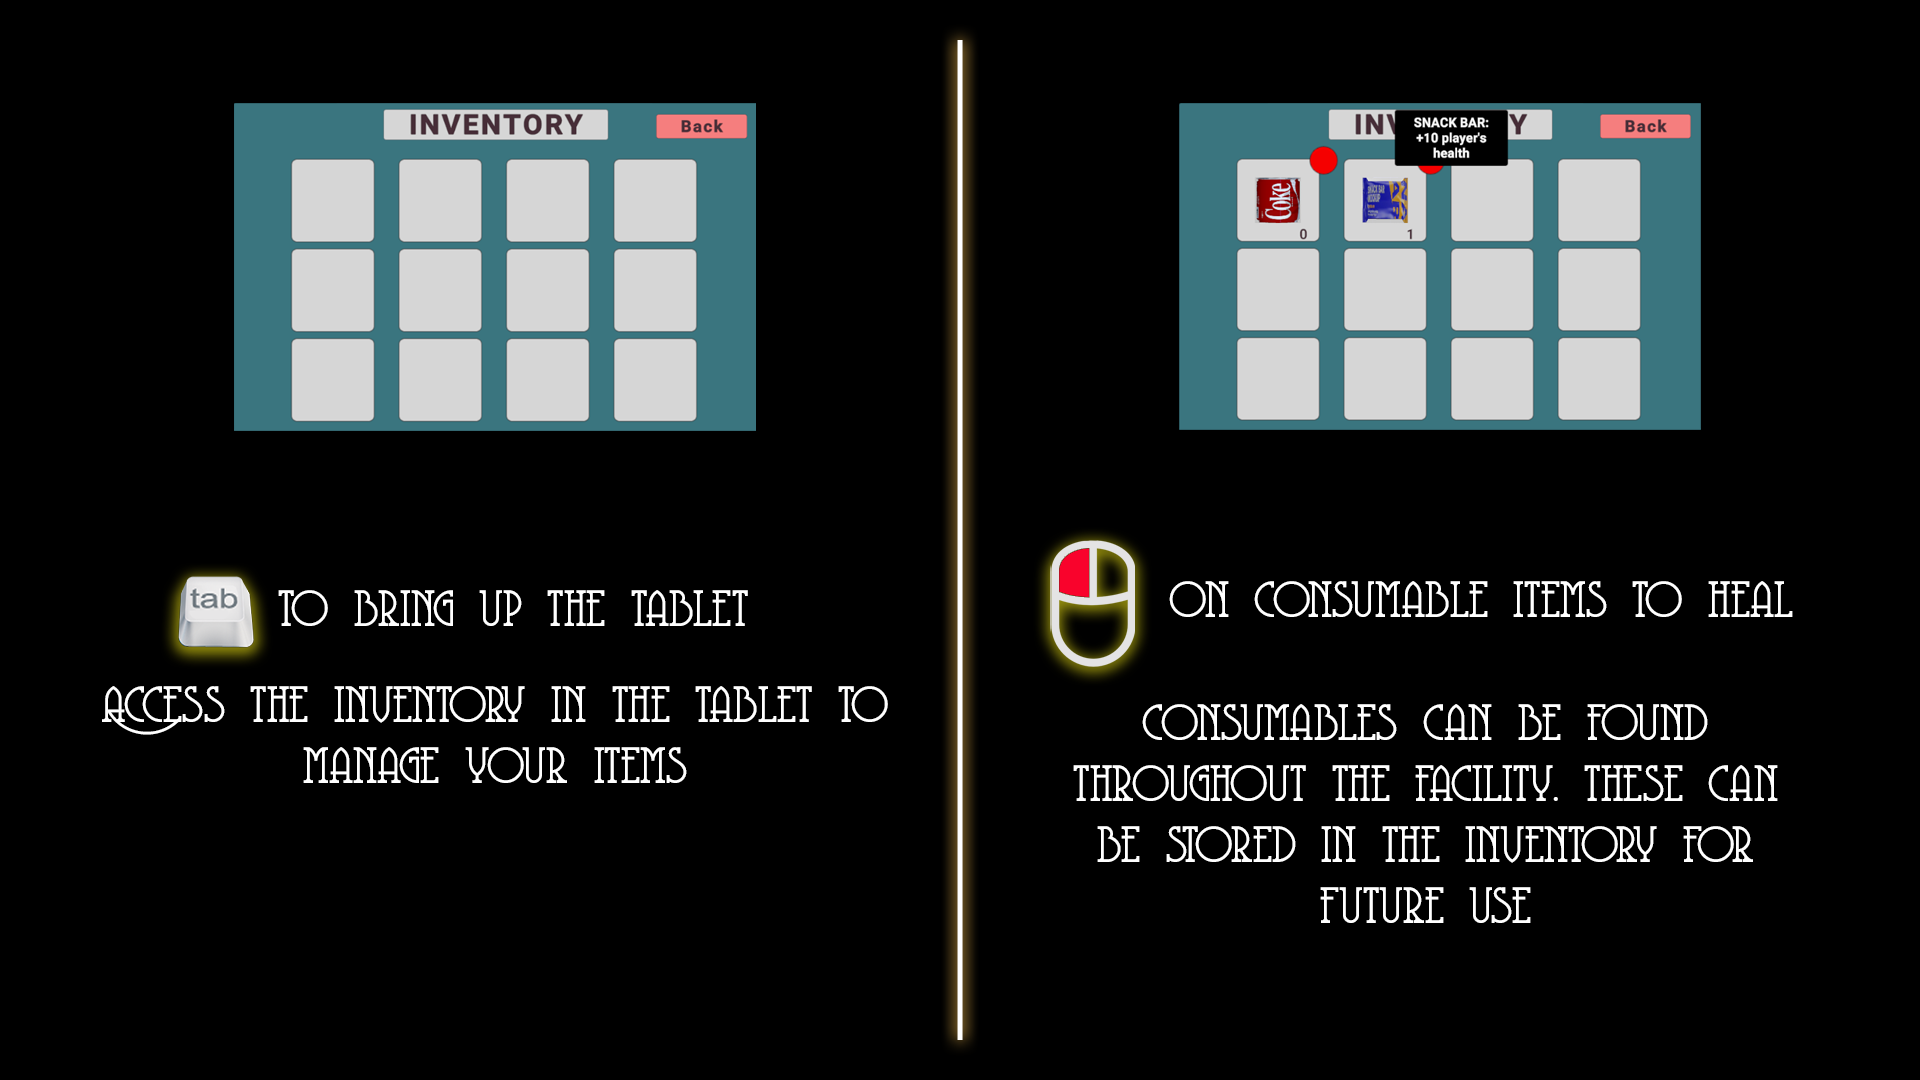 INVENTORY
Back
tab TO BRING UP THE TABLET
ACCESS THE INVENTORY IN THE TABLET TO
MANAGE YOUR ITEMS
INV Y
SNACK BAR:
+10 player's
health
Back
Coke
0
SNACK BAR
1
ON CONSUMABLE ITEMS TO HEAL
CONSUMABLES CAN BE FOUND
THROUGHOUT THE FACILITY. THESE CAN
BE STORED IN THE INVENTORY FOR
FUTURE USE